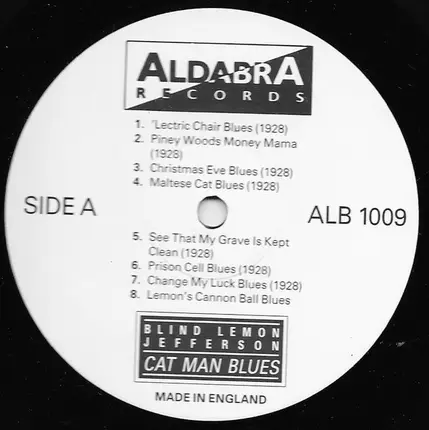 ALDABRA
RECORDS
1. 'Lectric Chair Blues (1928)
2. Piney Woods Money Mama
(1928)
3. Christmas Eve Blues (1928)
4. Maltese Cat Blues (1928)
SIDE A
ALB 1009
5. See That My Grave Is Kept
Clean (1928)
6. Prison Cell Blues (1928)
7. Change My Luck Blues (1928)
8. Lemon's Cannon Ball Blues
BLIND LEMON
JEFFERSON
CAT MAN BLUES
MADE IN ENGLAND